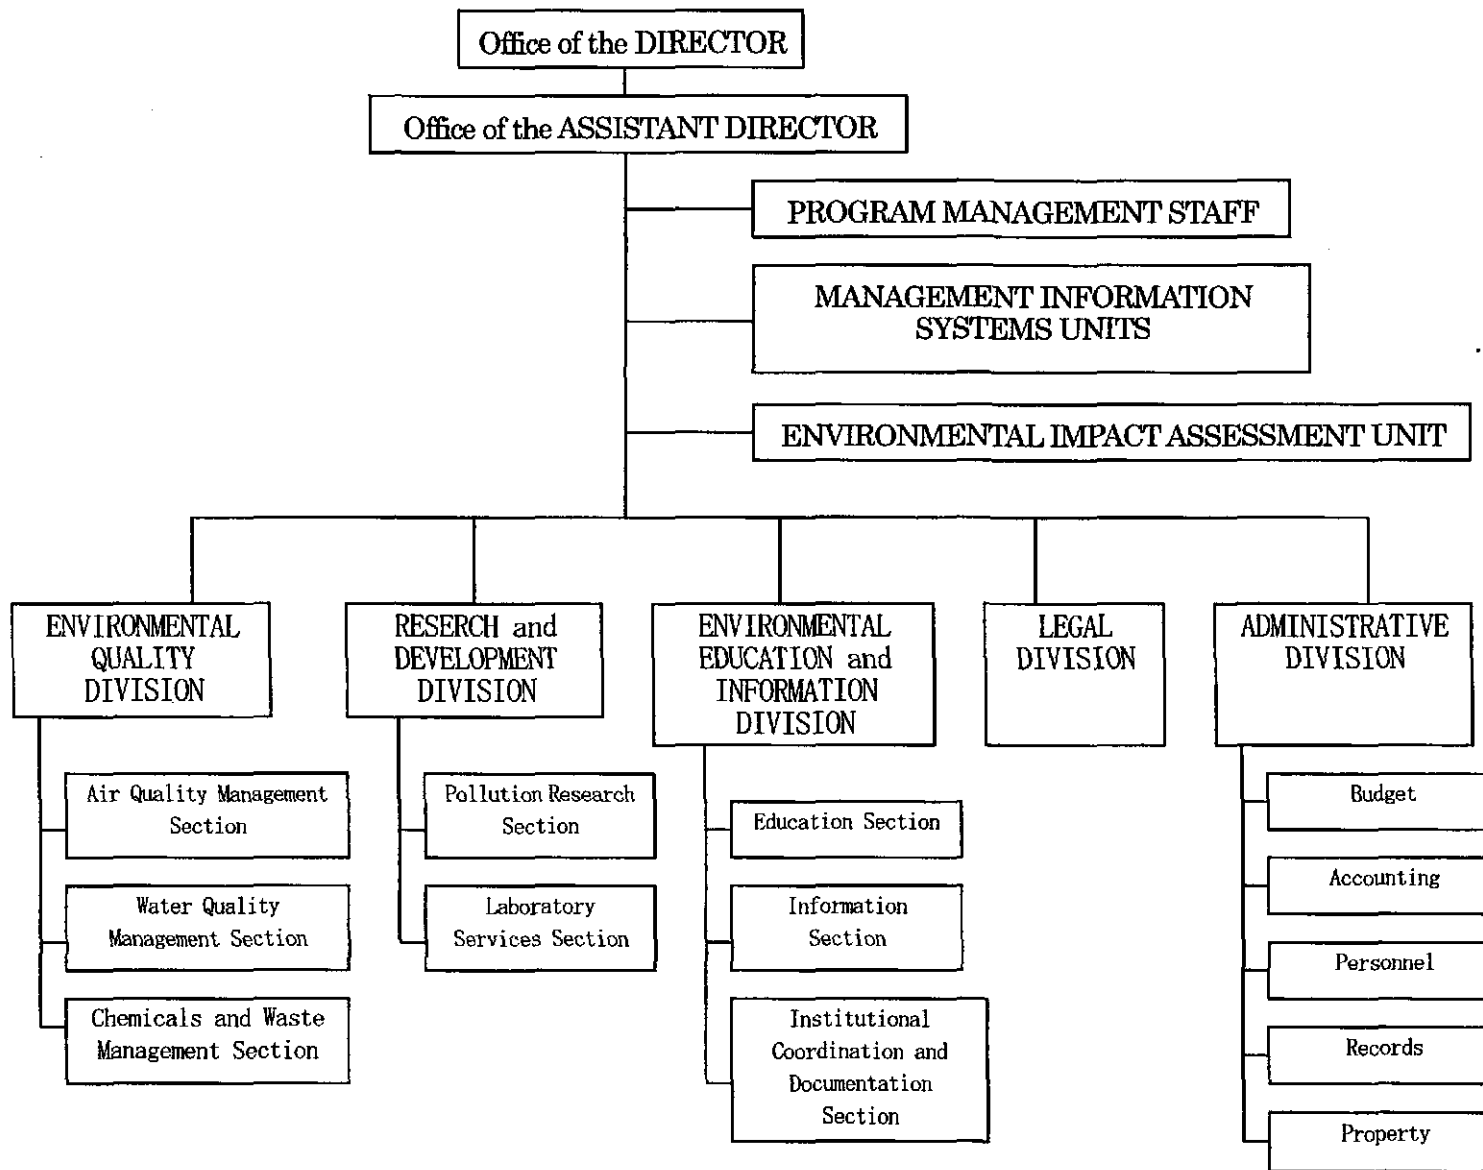 Office of the DIRECTOR
Office of the ASSISTANT DIRECTOR
PROGRAM MANAGEMENT STAFF
MANAGEMENT INFORMATION
SYSTEMS UNITS
ENVIRONMENTAL IMPACT ASSESSMENT UNIT
ENVIRONMENTAL
QUALITY
DIVISION
RESERCH and
DEVELOPMENT
DIVISION
ENVIRONMENTAL
EDUCATION and
INFORMATION
DIVISION
LEGAL
DIVISION
ADMINISTRATIVE
DIVISION
Air Quality Management
Section
Water Quality
Management Section
Chemicals and Waste
Management Section
Pollution Research
Section
Laboratory
Services Section
Education Section
Information
Section
Institutional
Coordination and
Documentation
Section
Budget
Accounting
Personnel
Records
Property